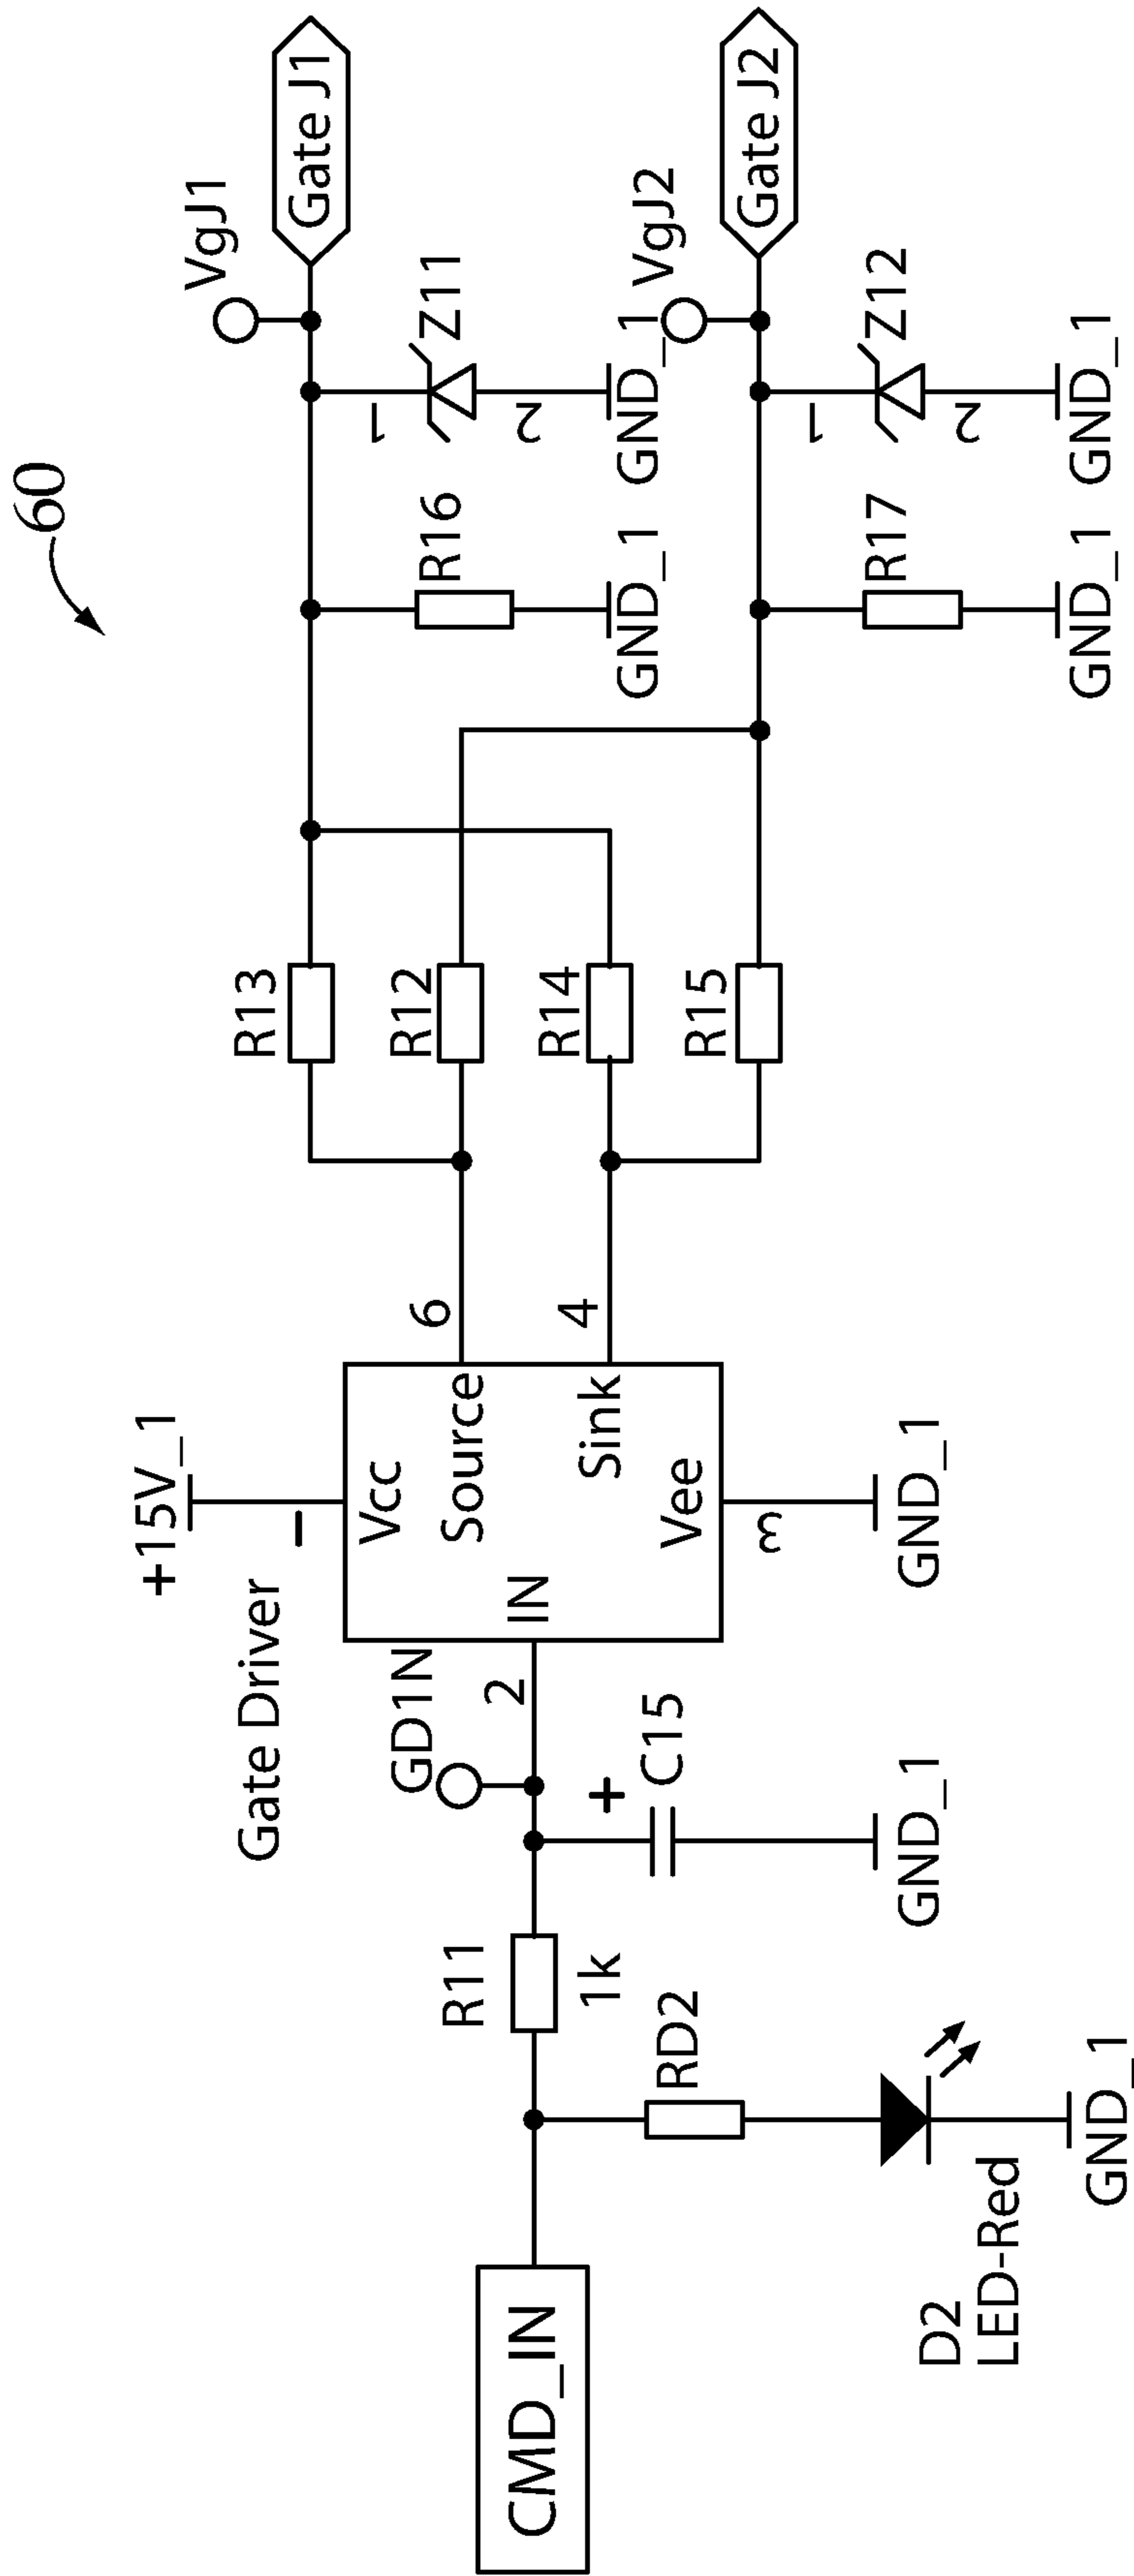 60
CMD_IN
R11
1k
RD2
D2
LED-Red
GND_1
GD1N
2
+
C15
GND_1
Gate Driver
+15V_1
1
Vcc
IN
Source
Sink
Vee
3
GND_1
6
4
R13
R12
R14
R15
R16
GND_1
1
Z11
2
GND_1
VgJ1
Gate J1
R17
GND_1
1
Z12
2
GND_1
VgJ2
Gate J2